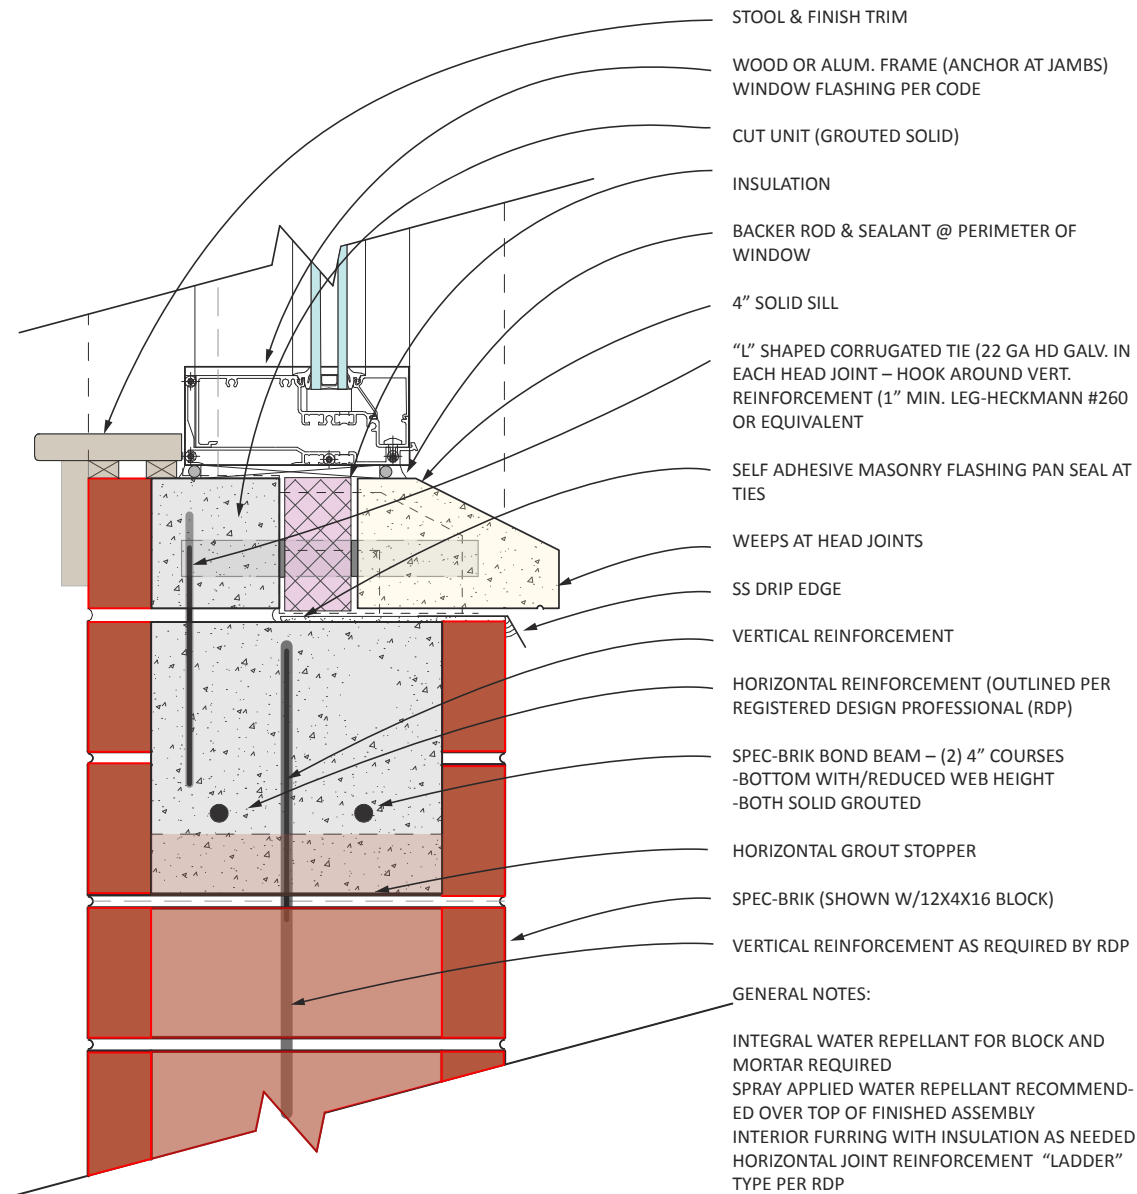 STOOL & FINISH TRIM
WOOD OR ALUM. FRAME (ANCHOR AT JAMBS)
WINDOW FLASHING PER CODE
CUT UNIT (GROUTED SOLID)
INSULATION
BACKER ROD & SEALANT @ PERIMETER OF
WINDOW
4” SOLID SILL
“L” SHAPED CORRUGATED TIE (22 GA HD GALV. IN
EACH HEAD JOINT – HOOK AROUND VERT.
REINFORCEMENT (1” MIN. LEG-HECKMANN #260
OR EQUIVALENT
SELF ADHESIVE MASONRY FLASHING PAN SEAL AT
TIES
WEEPS AT HEAD JOINTS
SS DRIP EDGE
VERTICAL REINFORCEMENT
HORIZONTAL REINFORCEMENT (OUTLINED PER
REGISTERED DESIGN PROFESSIONAL (RDP)
SPEC-BRIK BOND BEAM – (2) 4” COURSES
-BOTTOM WITH/REDUCED WEB HEIGHT
-BOTH SOLID GROUTED
HORIZONTAL GROUT STOPPER
SPEC-BRIK (SHOWN W/12X4X16 BLOCK)
VERTICAL REINFORCEMENT AS REQUIRED BY RDP
GENERAL NOTES:
INTEGRAL WATER REPELLANT FOR BLOCK AND
MORTAR REQUIRED
SPRAY APPLIED WATER REPELLANT RECOMMEND-
ED OVER TOP OF FINISHED ASSEMBLY
INTERIOR FURRING WITH INSULATION AS NEEDED
HORIZONTAL JOINT REINFORCEMENT “LADDER”
TYPE PER RDP